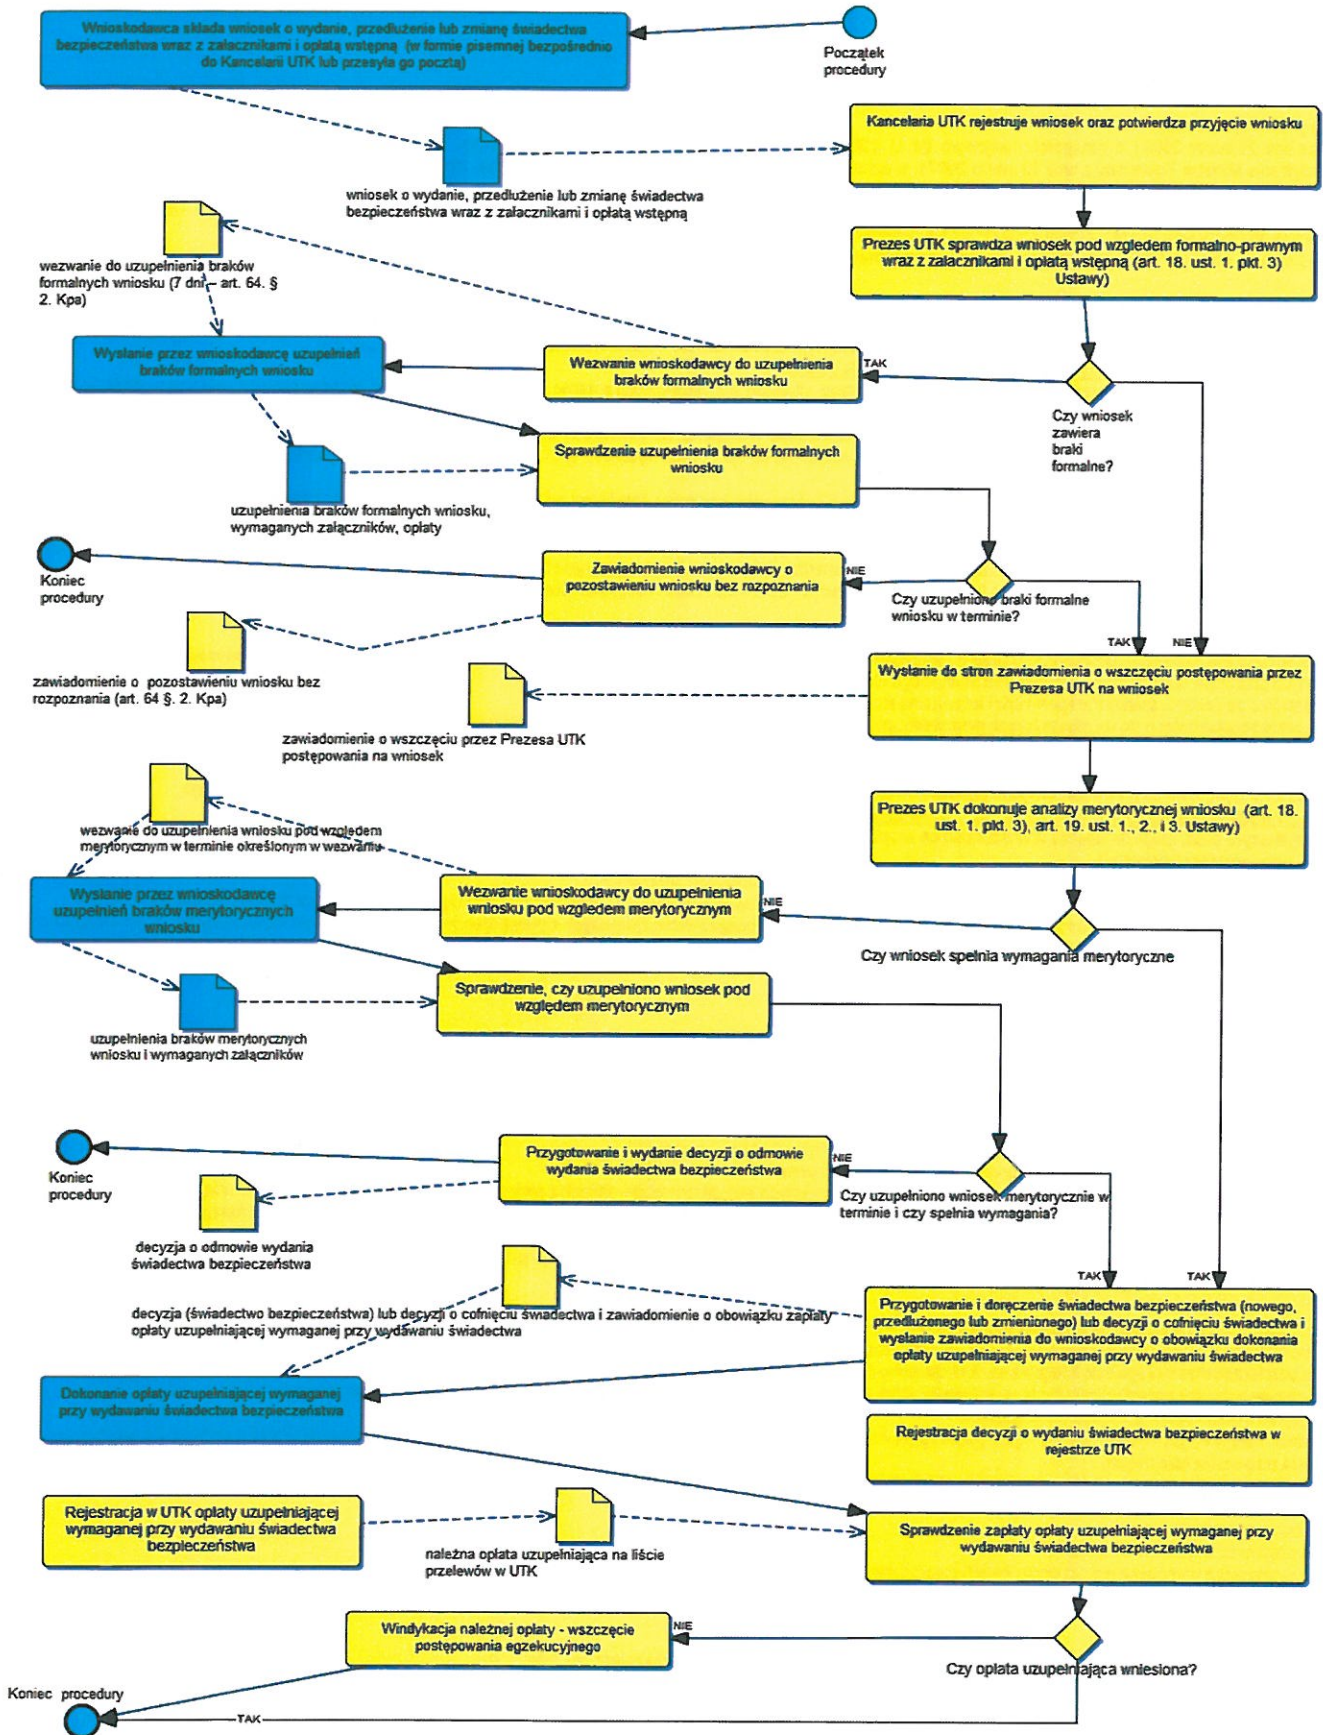 Wnioskodawca składa wniosek o wydanie, przedłużenie lub zmianę świadectwa
bezpieczeństwa wraz z załacznikami i opłatą wstępną (w formie pisemnej bezpośrednio
do Kancelarii UTK lub przesyła go pocztą)
Początek
procedury
Kancelaria UTK rejestruje wniosek oraz potwierdza przyjęcie wniosku
wniosek o wydanie, przedłużenie lub zmianę świadectwa
bezpieczeństwa wraz z załacznikami i opłatą wstępną
Prezes UTK sprawdza wniosek pod względem formalno-prawnym
wraz z załacznikami i opłatą wstępną (art. 18. ust. 1. pkt. 3)
Ustawy)
wezwanie do uzupełnienia braków
formalnych wniosku (7 dni – art. 64. §
2. Kpa)
Wysłanie przez wnioskodawcę uzupełnień
braków formalnych wniosku
Wezwanie wnioskodawcy do uzupełnienia
braków formalnych wniosku
TAK
Czy wniosek
zawiera
braki
formalne?
Sprawdzenie uzupełnienia braków formalnych
wniosku
uzupełnienia braków formalnych wniosku,
wymaganych załączników, opłaty
Koniec
procedury
Zawiadomienie wnioskodawcy o
pozostawieniu wniosku bez rozpoznania
NIE
Czy uzupełniono braki formalne
wniosku w terminie?
TAK
NIE
zawiadomienie o pozostawieniu wniosku bez
rozpoznania (art. 64 §. 2. Kpa)
Wysłanie do stron zawiadomienia o wszczęciu postępowania przez
Prezesa UTK na wniosek
zawiadomienie o wszczęciu przez Prezesa UTK
postępowania na wniosek
Prezes UTK dokonuje analizy merytorycznej wniosku (art. 18.
ust. 1. pkt. 3), art. 19. ust. 1., 2., i 3. Ustawy)
wezwanie do uzupełnienia wniosku pod względem
merytorycznym w terminie określonym w wezwaniu
Wysłanie przez wnioskodawcę
uzupełnień braków merytorycznych
wniosku
Wezwanie wnioskodawcy do uzupełnienia
wniosku pod względem merytorycznym
NIE
Czy wniosek spełnia wymagania merytoryczne
Sprawdzenie, czy uzupełniono wniosek pod
względem merytorycznym
uzupełnienia braków merytorycznych
wniosku i wymaganych załączników
Koniec
procedury
Przygotowanie i wydanie decyzji o odmowie
wydania świadectwa bezpieczeństwa
NIE
Czy uzupełniono wniosek merytorycznie w
terminie i czy spełnia wymagania?
decyzja o odmowie wydania
świadectwa bezpieczeństwa
TAK
TAK
decyzja (świadectwo bezpieczeństwa) lub decyzji o cofnięciu świadectwa i zawiadomienie o obowiązku zapłaty
opłaty uzupełniającej wymaganej przy wydawaniu świadectwa
Przygotowanie i doręczenie świadectwa bezpieczeństwa (nowego,
przedłużonego lub zmienionego) lub decyzji o cofnięciu świadectwa i
wysłanie zawiadomienia do wnioskodawcy o obowiązku dokonania
opłaty uzupełniającej wymaganej przy wydawaniu świadectwa
Dokonanie opłaty uzupełniającej wymaganej
przy wydawaniu świadectwa bezpieczeństwa
Rejestracja decyzji o wydaniu świadectwa bezpieczeństwa w
rejestrze UTK
Rejestracja w UTK opłaty uzupełniającej
wymaganej przy wydawaniu świadectwa
bezpieczeństwa
należna opłata uzupełniająca na liście
przelewów w UTK
Sprawdzenie zapłaty opłaty uzupełniającej wymaganej przy
wydawaniu świadectwa bezpieczeństwa
Windykacja należnej opłaty - wszczęcie
postępowania egzekucyjnego
NIE
Czy opłata uzupełniająca wniesiona?
Koniec procedury
TAK